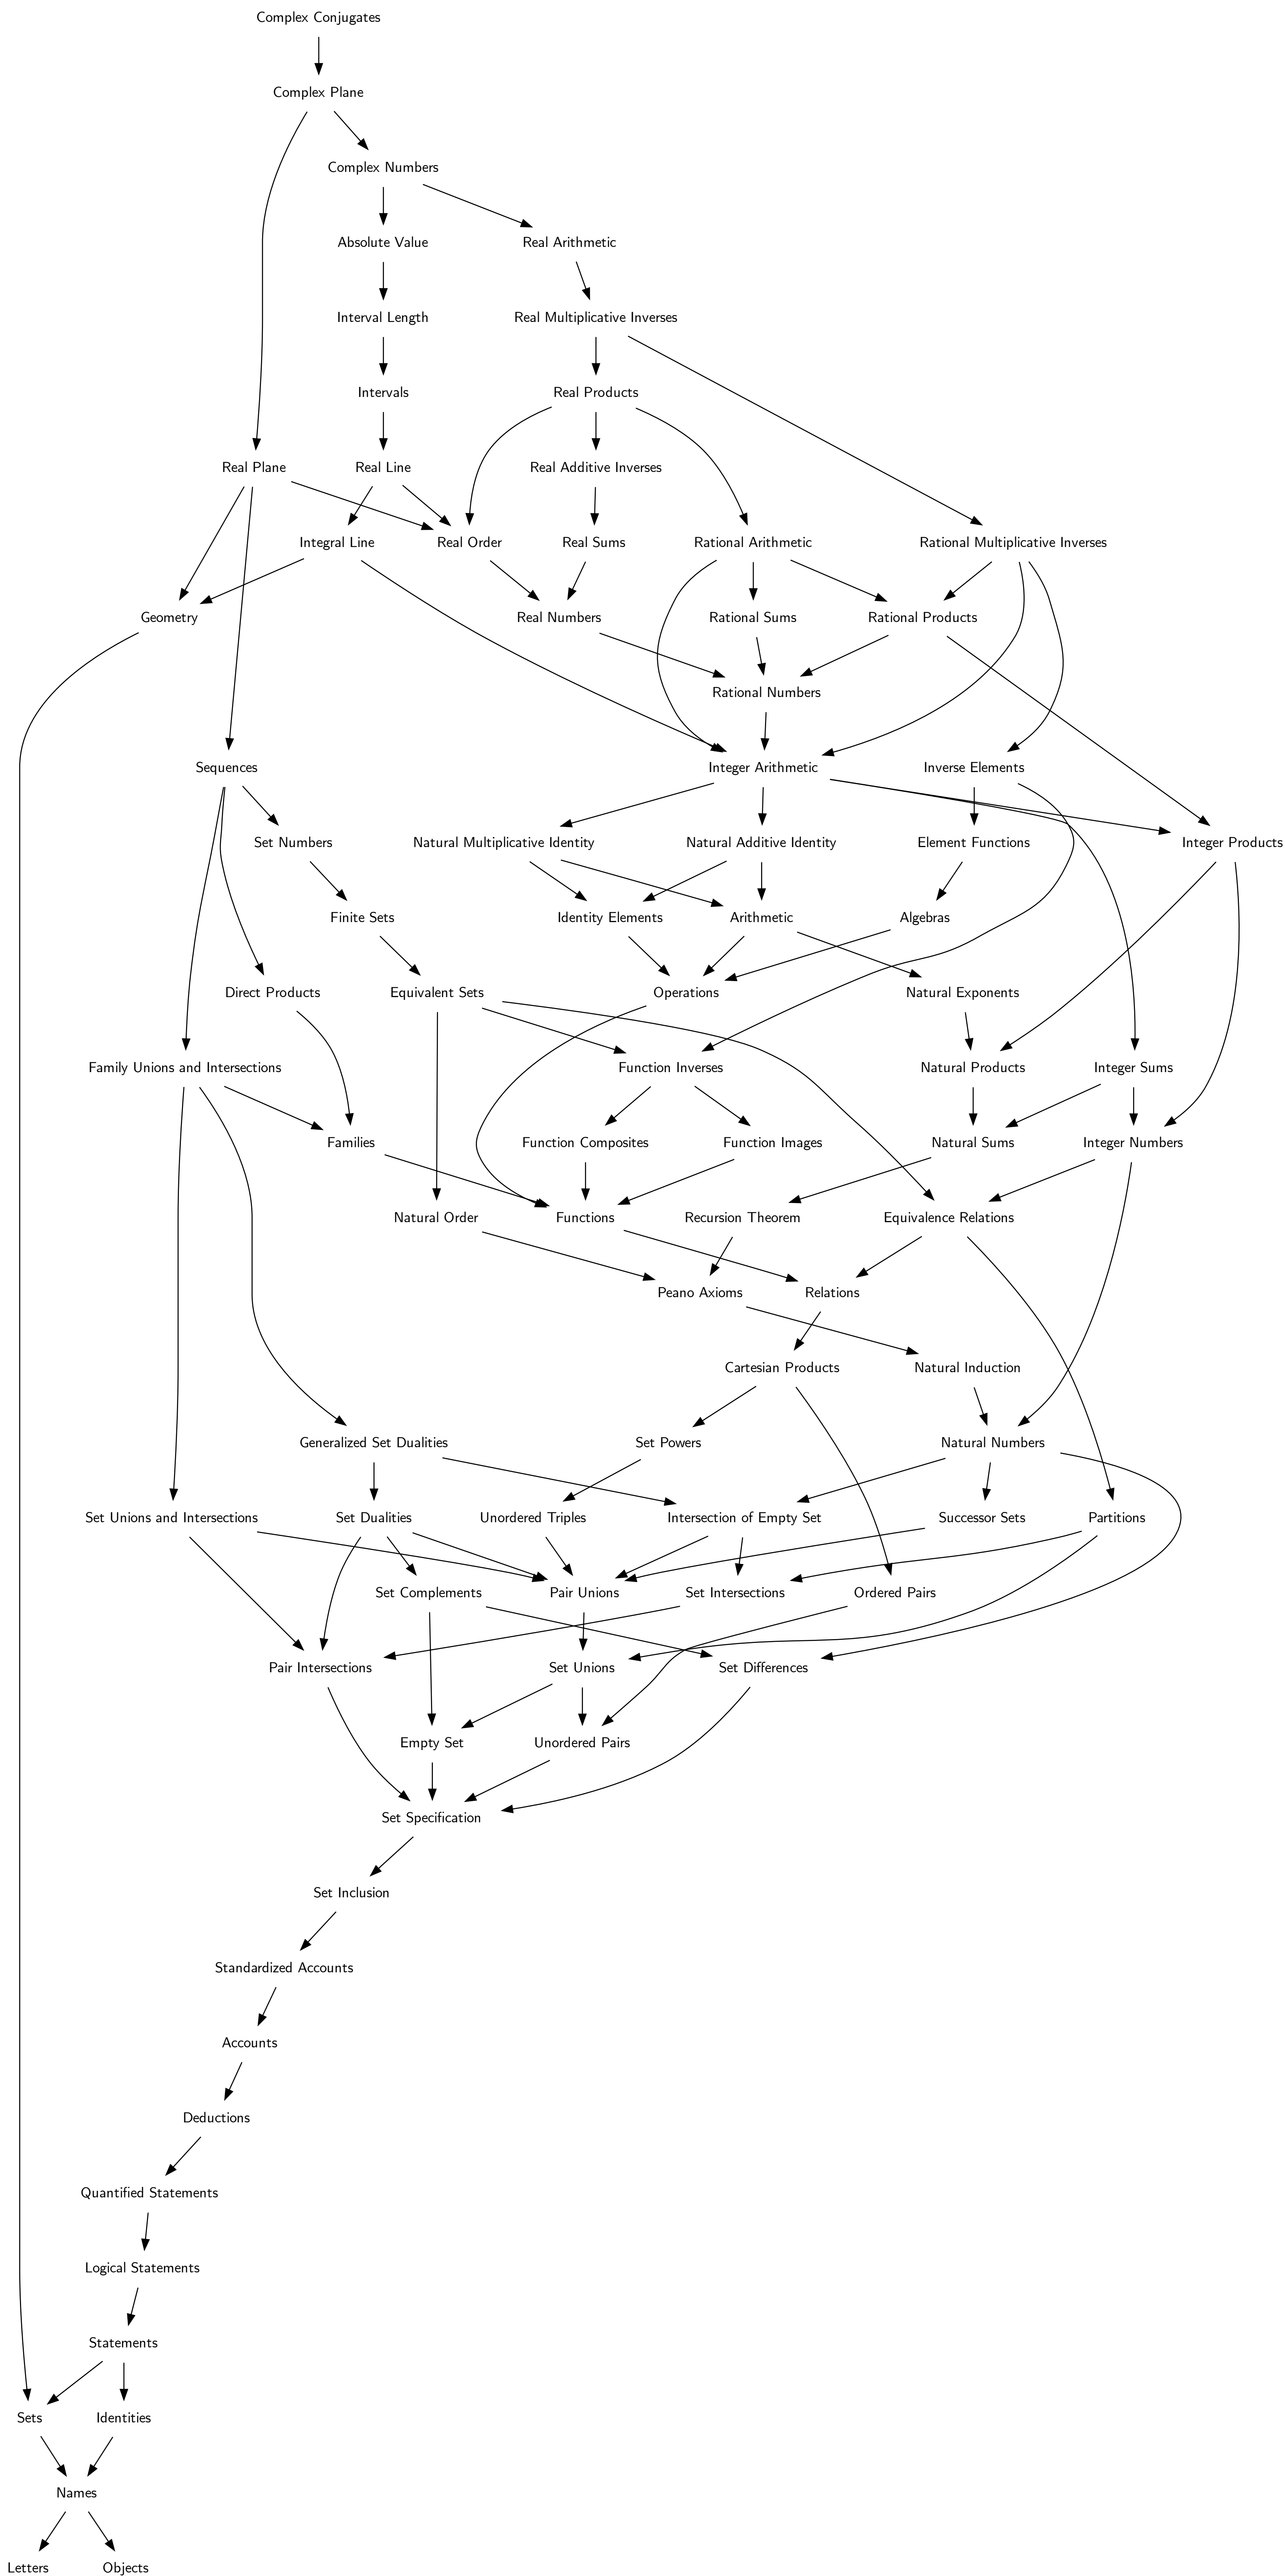 Complex Conjugates
Complex Plane
Complex Numbers
Absolute Value
Real Arithmetic
Interval Length
Real Multiplicative Inverses
Intervals
Real Products
Real Plane
Real Line
Real Additive Inverses
Integral Line
Real Order
Real Sums
Rational Arithmetic
Rational Multiplicative Inverses
Geometry
Real Numbers
Rational Sums
Rational Products
Rational Numbers
Sequences
Integer Arithmetic
Inverse Elements
Set Numbers
Natural Multiplicative Identity
Natural Additive Identity
Element Functions
Integer Products
Finite Sets
Identity Elements
Arithmetic
Algebras
Direct Products
Equivalent Sets
Operations
Natural Exponents
Family Unions and Intersections
Function Inverses
Natural Products
Integer Sums
Families
Function Composites
Function Images
Natural Sums
Integer Numbers
Natural Order
Functions
Recursion Theorem
Equivalence Relations
Peano Axioms
Relations
Cartesian Products
Natural Induction
Generalized Set Dualities
Set Powers
Natural Numbers
Set Unions and Intersections
Set Dualities
Unordered Triples
Intersection of Empty Set
Successor Sets
Partitions
Set Complements
Pair Unions
Set Intersections
Ordered Pairs
Pair Intersections
Set Unions
Set Differences
Empty Set
Unordered Pairs
Set Specification
Set Inclusion
Standardized Accounts
Accounts
Deductions
Quantified Statements
Logical Statements
Statements
Sets
Identities
Names
Letters
Objects